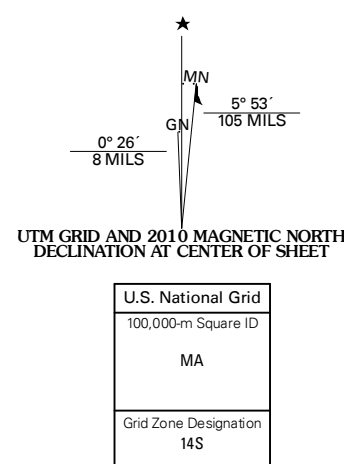 ★
MN
5° 53´
105 MILS
GN
0° 26´
8 MILS
UTM GRID AND 2010 MAGNETIC NORTH
DECLINATION AT CENTER OF SHEET
U.S. National Grid
100,000-m Square ID
MA
Grid Zone Designation
14S